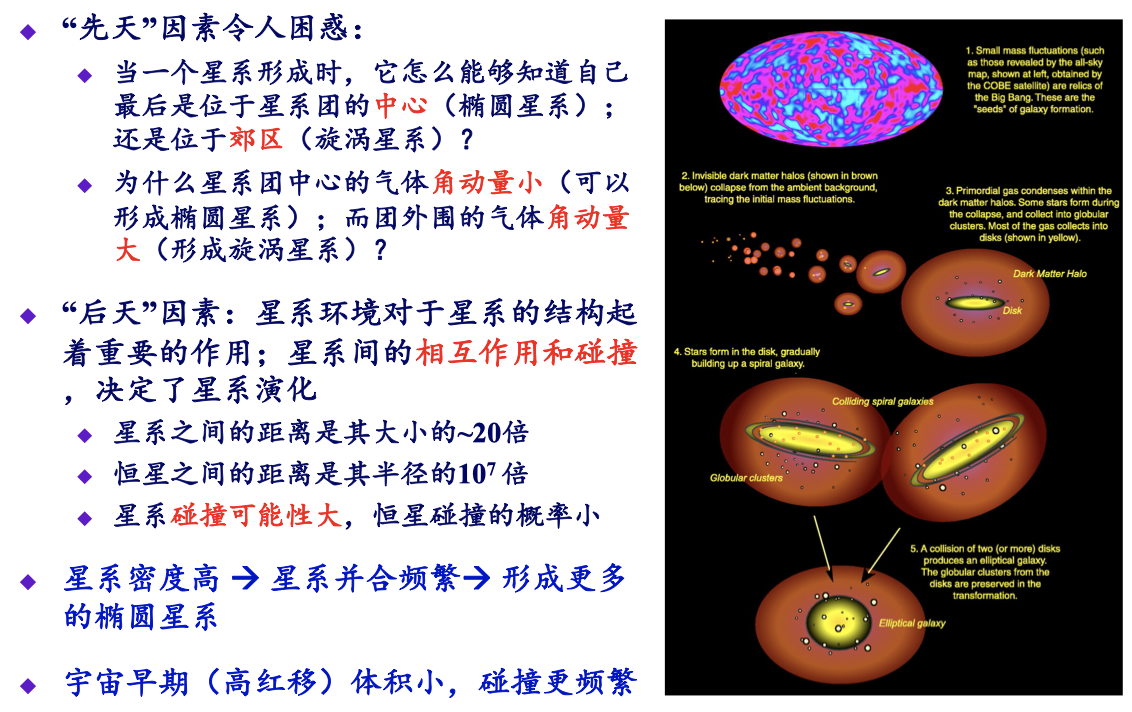 ◆ “先天”因素令人困惑：
◆ 当一个星系形成时，它怎么能够知道自己
最后是位于星系团的中心（椭圆星系）；
还是位于郊区（旋涡星系）？
◆ 为什么星系团中心的气体角动量小（可以
形成椭圆星系）；而团外围的气体角动量
大（形成旋涡星系）？
◆ “后天”因素：星系环境对于星系的结构起
着重要的作用；星系间的相互作用和碰撞
，决定了星系演化
◆ 星系之间的距离是其大小的~20倍
◆ 恒星之间的距离是其半径的10⁷ 倍
◆ 星系碰撞可能性大，恒星碰撞的概率小
◆ 星系密度高 → 星系并合频繁→ 形成更多
的椭圆星系
◆ 宇宙早期（高红移）体积小，碰撞更频繁
1. Small mass fluctuations (such
as those revealed by the all-sky
map, shown at left, obtained by
the COBE satellite) are relics of
the Big Bang. These are the
"seeds" of galaxy formation.
2. Invisible dark matter halos (shown in brown
below) collapse from the ambient background,
tracing the initial mass fluctuations.
3. Primordial gas condenses within the
dark matter halos. Some stars form during
the collapse, and collect into globular
clusters. Most of the gas collects into
disks (shown in yellow).
Dark Matter Halo
Disk
4. Stars form in the disk, gradually
building up a spiral galaxy.
Colliding spiral galaxies
Globular clusters
5. A collision of two (or more) disks
produces an elliptical galaxy.
The globular clusters from the
disks are preserved in the
transformation.
Elliptical galaxy